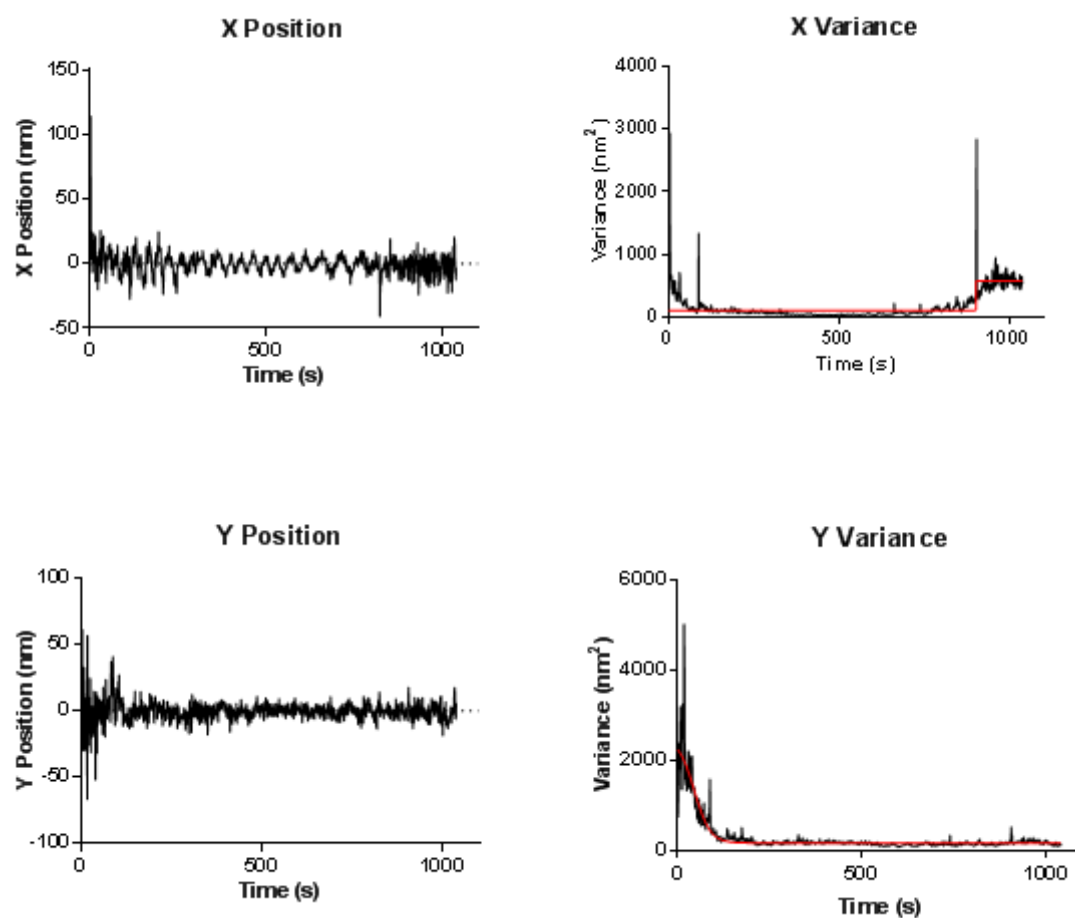 X Position
150
100
50
0
-50
X Position (nm)
0
500
1000
Time (s)
X Variance
4000
3000
2000
1000
0
Variance (nm²)
0
500
1000
Time (s)
Y Position
100
50
0
-50
-100
Y Position (nm)
0
500
1000
Time (s)
Y Variance
6000
4000
2000
0
Variance (nm²)
0
500
1000
Time (s)